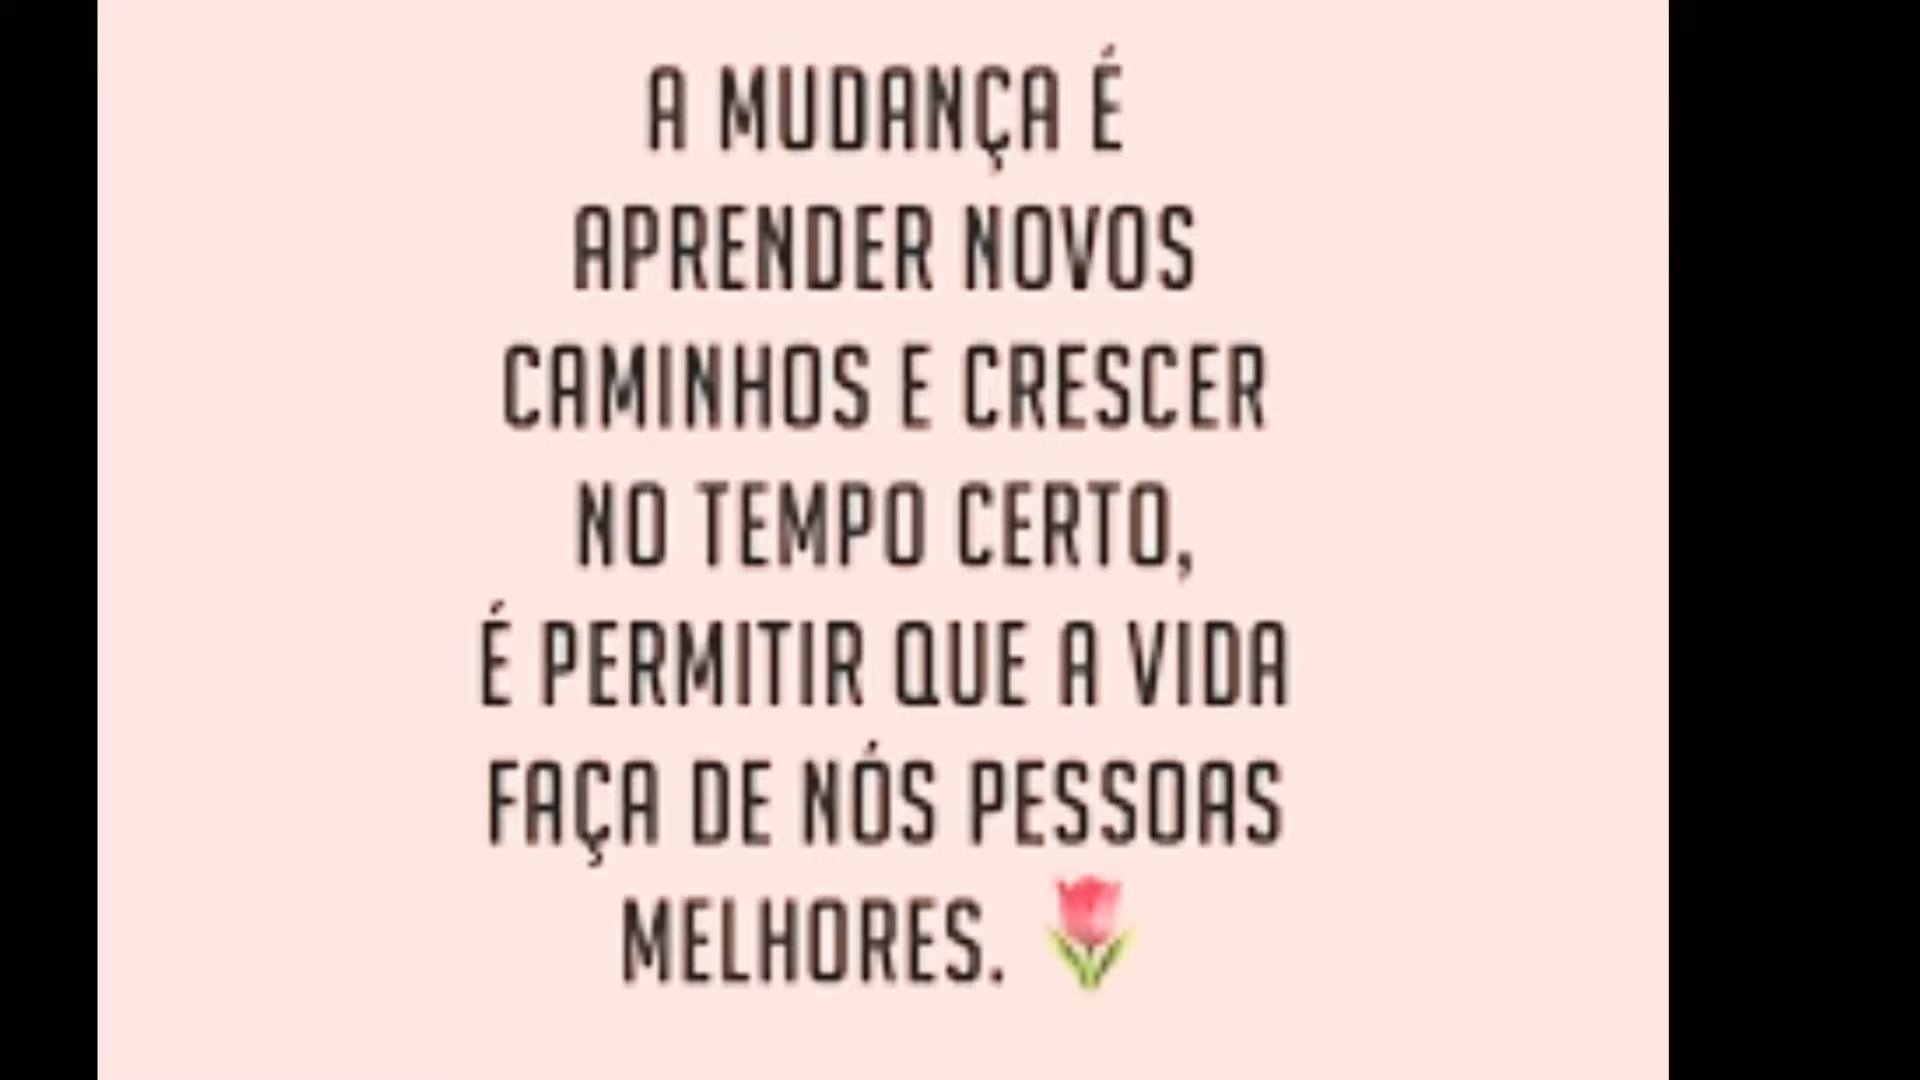 A MUDANÇA É
APRENDER NOVOS
CAMINHOS E CRESCER
NO TEMPO CERTO,
É PERMITIR QUE A VIDA
FAÇA DE NÓS PESSOAS
MELHORES. 🌷